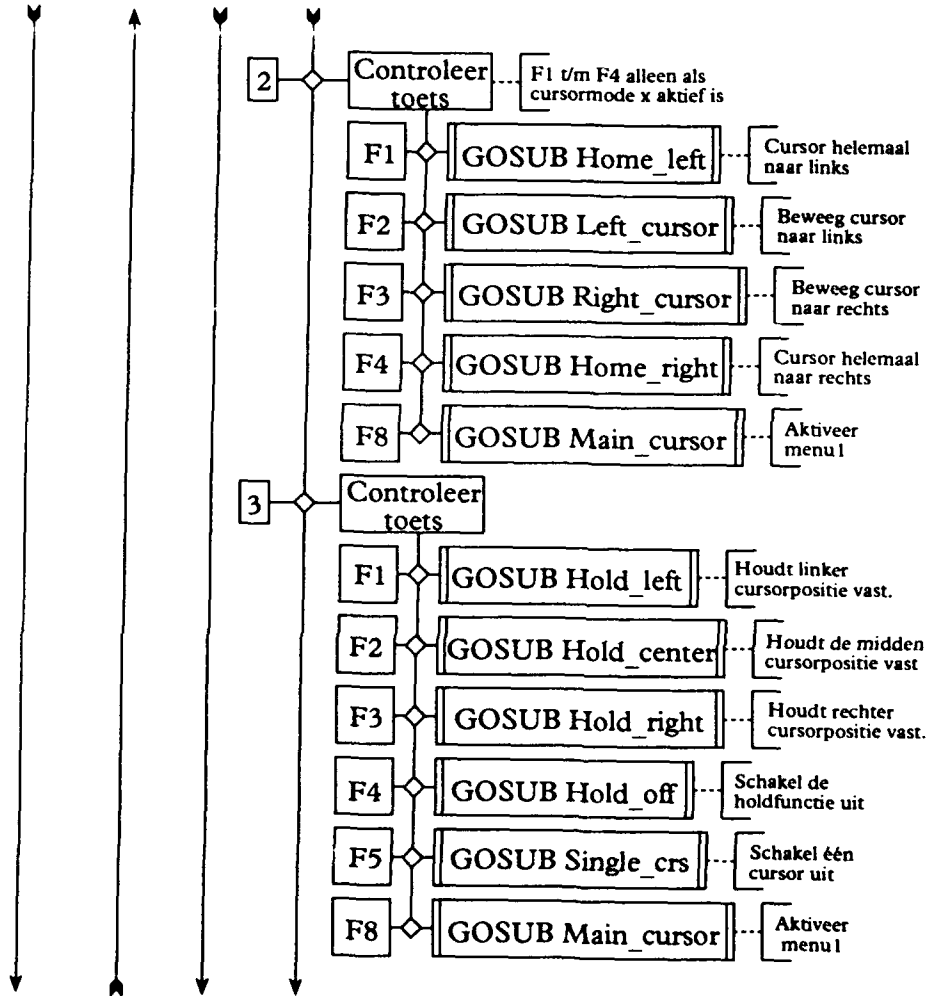 2
Controleer
toets
F1 t/m F4 alleen als
cursormode x aktief is
F1
GOSUB Home_left
Cursor helemaal
naar links
F2
GOSUB Left_cursor
Beweeg cursor
naar links
F3
GOSUB Right_cursor
Beweeg cursor
naar rechts
F4
GOSUB Home_right
Cursor helemaal
naar rechts
F8
GOSUB Main_cursor
Aktiveer
menu1
3
Controleer
toets
F1
GOSUB Hold_left
Houdt linker
cursorpositie vast.
F2
GOSUB Hold_center
Houdt de midden
cursorpositie vast
F3
GOSUB Hold_right
Houdt rechter
cursorpositie vast.
F4
GOSUB Hold_off
Schakel de
holdfunctie uit
F5
GOSUB Single_crs
Schakel één
cursor uit
F8
GOSUB Main_cursor
Aktiveer
menu1